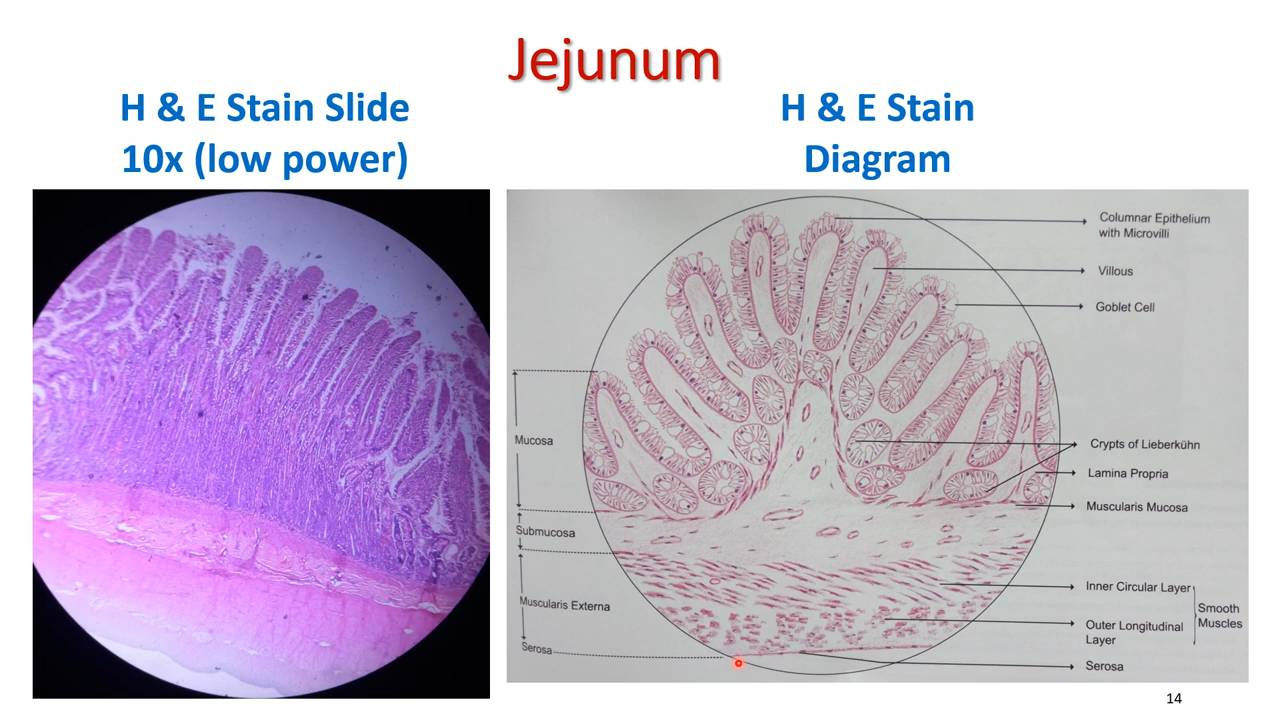 Jejunum
H & E Stain Slide
10x (low power)
H & E Stain
Diagram
Columnar Epithelium
with Microvilli
Villous
Goblet Cell
Mucosa
Crypts of Lieberkühn
Lamina Propria
Muscularis Mucosa
Submucosa
Inner Circular Layer
Muscularis Externa
Smooth
Muscles
Outer Longitudinal
Layer
Serosa
Serosa
14